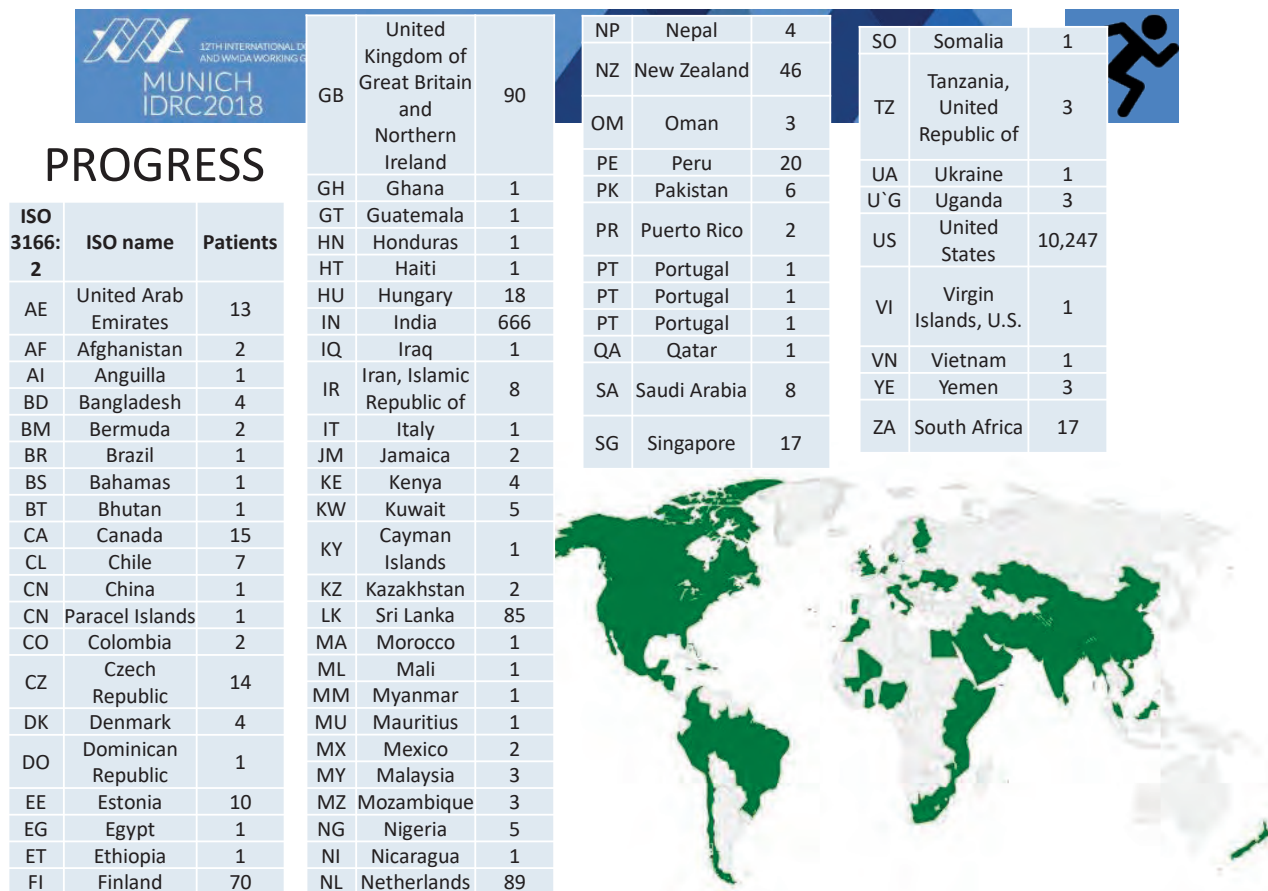 12TH INTERNATIONAL D
AND WMDA WORKING G
MUNICH
IDRC2018
PROGRESS
ISO 3166: 2 ISO name Patients
AE United Arab Emirates 13
AF Afghanistan 2
AI Anguilla 1
BD Bangladesh 4
BM Bermuda 2
BR Brazil 1
BS Bahamas 1
BT Bhutan 1
CA Canada 15
CL Chile 7
CN China 1
CN Paracel Islands 1
CO Colombia 2
CZ Czech Republic 14
DK Denmark 4
DO Dominican Republic 1
EE Estonia 10
EG Egypt 1
ET Ethiopia 1
FI Finland 70
GB United Kingdom of Great Britain and Northern Ireland 90
GH Ghana 1
GT Guatemala 1
HN Honduras 1
HT Haiti 1
HU Hungary 18
IN India 666
IQ Iraq 1
IR Iran, Islamic Republic of 8
IT Italy 1
JM Jamaica 2
KE Kenya 4
KW Kuwait 5
KY Cayman Islands 1
KZ Kazakhstan 2
LK Sri Lanka 85
MA Morocco 1
ML Mali 1
MM Myanmar 1
MU Mauritius 1
MX Mexico 2
MY Malaysia 3
MZ Mozambique 3
NG Nigeria 5
NI Nicaragua 1
NL Netherlands 89
NP Nepal 4
NZ New Zealand 46
OM Oman 3
PE Peru 20
PK Pakistan 6
PR Puerto Rico 2
PT Portugal 1
PT Portugal 1
PT Portugal 1
QA Qatar 1
SA Saudi Arabia 8
SG Singapore 17
SO Somalia 1
TZ Tanzania, United Republic of 3
UA Ukraine 1
U`G Uganda 3
US United States 10,247
VI Virgin Islands, U.S. 1
VN Vietnam 1
YE Yemen 3
ZA South Africa 17